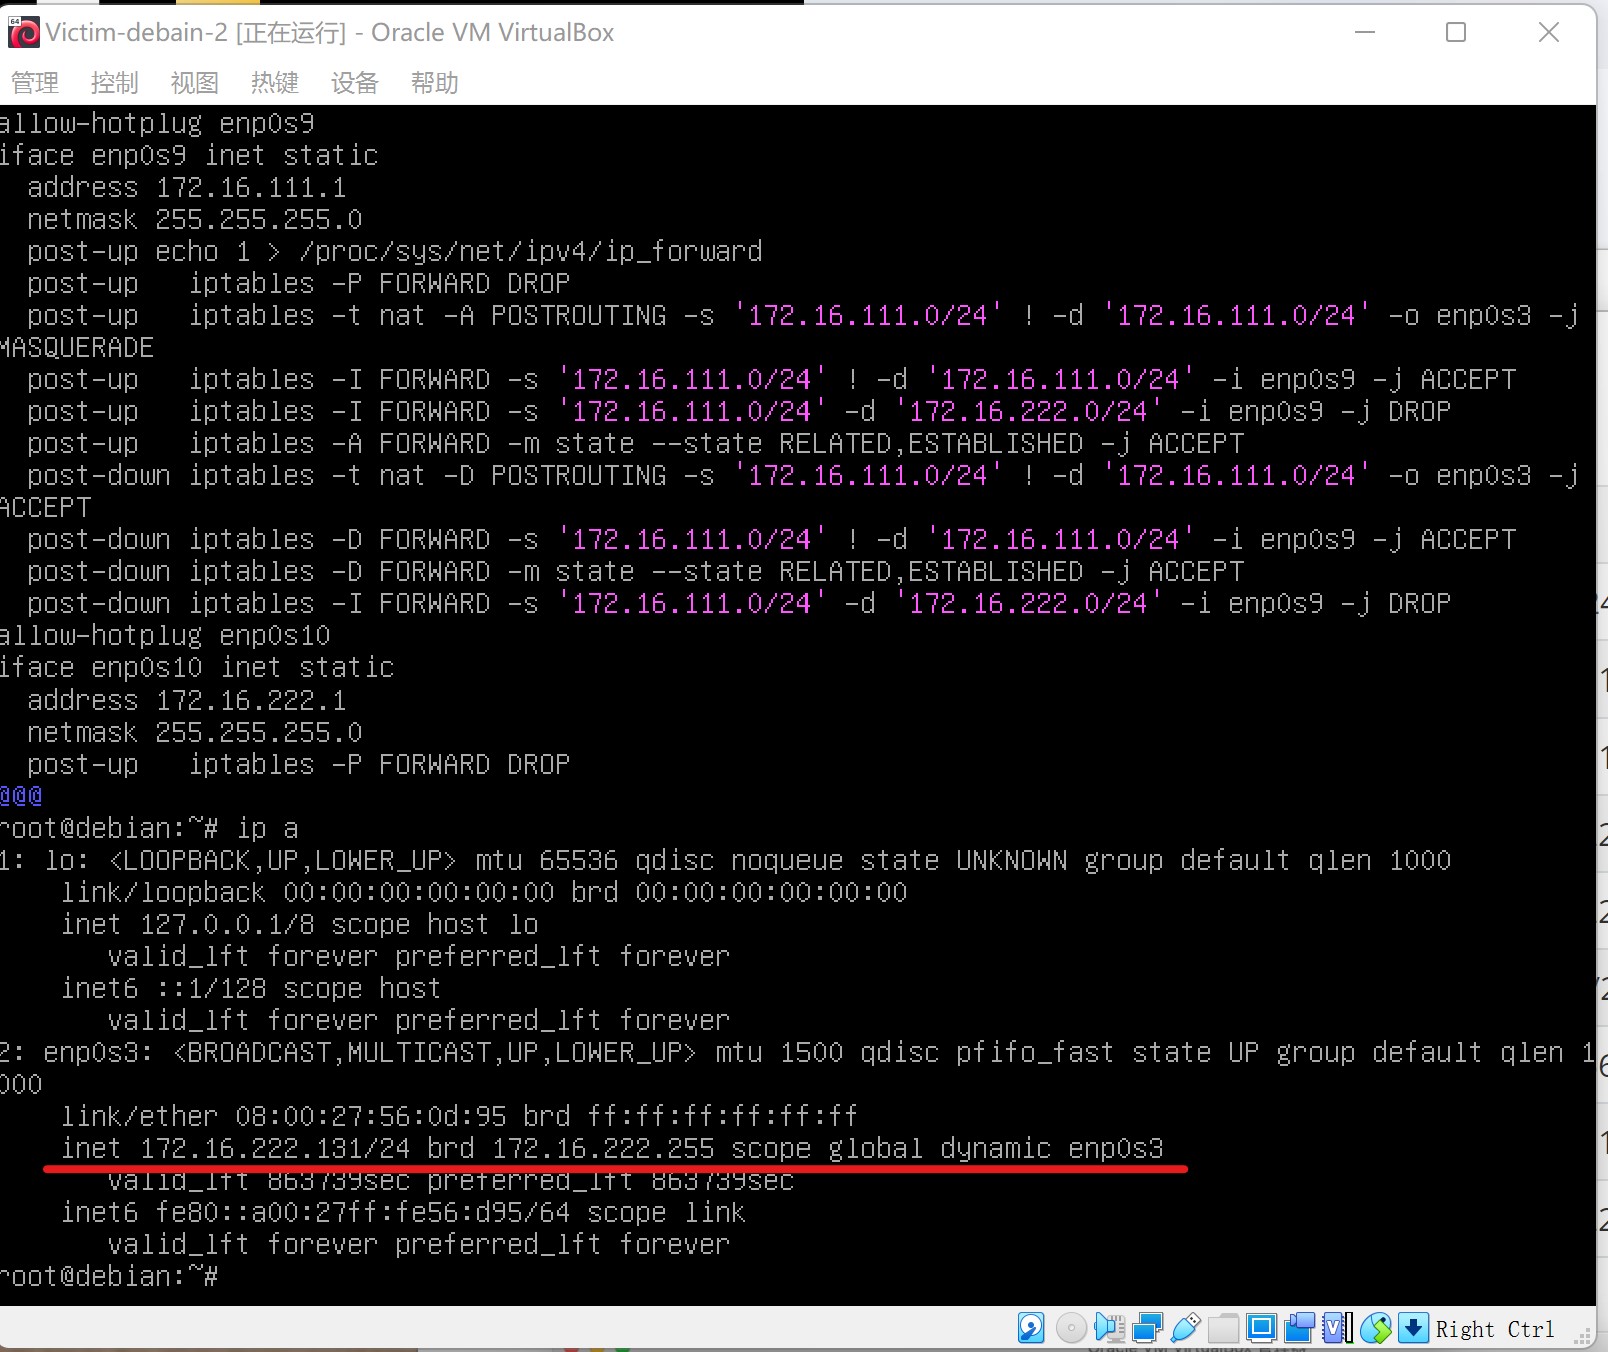 Victim-debain-2 [正在运行] - Oracle VM VirtualBox
管理 控制 视图 热键 设备 帮助
allow-hotplug enp0s9
iface enp0s9 inet static
  address 172.16.111.1
  netmask 255.255.255.0
  post-up echo 1 > /proc/sys/net/ipv4/ip_forward
  post-up   iptables -P FORWARD DROP
  post-up   iptables -t nat -A POSTROUTING -s '172.16.111.0/24' ! -d '172.16.111.0/24' -o enp0s3 -j
MASQUERADE
  post-up   iptables -I FORWARD -s '172.16.111.0/24' ! -d '172.16.111.0/24' -i enp0s9 -j ACCEPT
  post-up   iptables -I FORWARD -s '172.16.111.0/24' -d '172.16.222.0/24' -i enp0s9 -j DROP
  post-up   iptables -A FORWARD -m state --state RELATED,ESTABLISHED -j ACCEPT
  post-down iptables -t nat -D POSTROUTING -s '172.16.111.0/24' ! -d '172.16.111.0/24' -o enp0s3 -j
ACCEPT
  post-down iptables -D FORWARD -s '172.16.111.0/24' ! -d '172.16.111.0/24' -i enp0s9 -j ACCEPT
  post-down iptables -D FORWARD -m state --state RELATED,ESTABLISHED -j ACCEPT
  post-down iptables -I FORWARD -s '172.16.111.0/24' -d '172.16.222.0/24' -i enp0s9 -j DROP
allow-hotplug enp0s10
iface enp0s10 inet static
  address 172.16.222.1
  netmask 255.255.255.0
  post-up   iptables -P FORWARD DROP
@@@
root@debian:~# ip a
1: lo: <LOOPBACK,UP,LOWER_UP> mtu 65536 qdisc noqueue state UNKNOWN group default qlen 1000
    link/loopback 00:00:00:00:00:00 brd 00:00:00:00:00:00
    inet 127.0.0.1/8 scope host lo
       valid_lft forever preferred_lft forever
    inet6 ::1/128 scope host
       valid_lft forever preferred_lft forever
2: enp0s3: <BROADCAST,MULTICAST,UP,LOWER_UP> mtu 1500 qdisc pfifo_fast state UP group default qlen 1
000
    link/ether 08:00:27:56:0d:95 brd ff:ff:ff:ff:ff:ff
    inet 172.16.222.131/24 brd 172.16.222.255 scope global dynamic enp0s3
       valid_lft 863739sec preferred_lft 863739sec
    inet6 fe80::a00:27ff:fe56:d95/64 scope link
       valid_lft forever preferred_lft forever
root@debian:~#
Right Ctrl